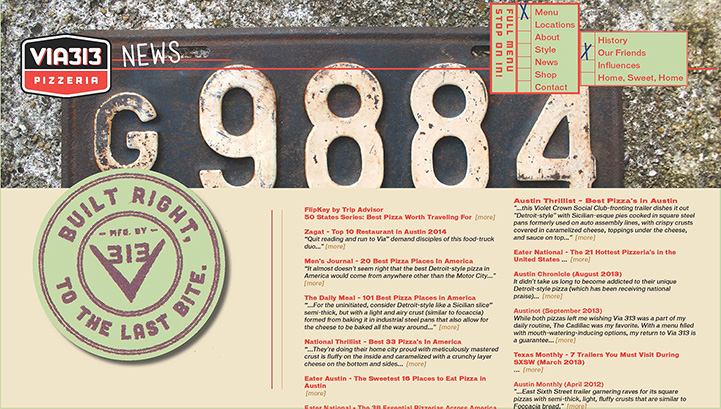 VIA313
PIZZERIA
NEWS
FULL MENU
STOP ON IN!
X
Menu
Locations
About
Style
News
Shop
Contact
X
History
Our Friends
Influences
Home, Sweet, Home
G9884
BUILT RIGHT,
MFG. BY
313
TO THE LAST BITE.
FlipKey by Trip Advisor
50 States Series: Best Pizza Worth Traveling For [more]
Zagat - Top 10 Restaurant in Austin 2014
"Quit reading and run to Via" demand disciples of this food-truck
duo..." [more]
Men's Journal - 20 Best Pizza Places In America
"It almost doesn't seem right that the best Detroit-style pizza in
America would come from anywhere other than the Motor City..."
[more]
The Daily Meal - 101 Best Pizza Places in America
"...For the uninitiated, consider Detroit-style like a Sicilian slice"
semi-thick, but with a light and airy crust (similar to focaccia)
formed from baking it in industrial steel pans that also allow for
the cheese to be baked all the way around..." [more]
National Thrillist - Best 33 Pizza's In America
"...They're doing their home city proud with meticulously mastered
crust is fluffy on the inside and caramelized with a crunchy layer
cheese on the bottom and sides... [more]
Eater Austin - The Sweetest 16 Places to Eat Pizza in
Austin
Eater National - The 38 Essential Pizzerias Across America
Austin Thrillist - Best Pizza's in Austin
"...this Violet Crown Social Club-fronting trailer dishes it out
"Detroit-style" with Sicilian-esque pies cooked in square steel
pans formerly used on auto assembly lines, with crispy crusts
covered in caramelized cheese, toppings under the cheese,
and sauce on top..." [more]
Eater National - The 21 Hottest Pizzeria's in the
United States ... [more]
Austin Chronicle (August 2013)
It didn't take us long to become addicted to their unique
Detroit-style pizza (which has been receiving national
praise)... [more]
Austinot (September 2013)
While both pizzas left me wishing Via 313 was a part of my
daily routine, The Cadillac was my favorite. With a menu filled
with mouth-watering-inducing options, my return to Via 313 is
a guarantee... [more]
Texas Monthly - 7 Trailers You Must Visit During
SXSW (March 2013)
... [more]
Austin Monthly (April 2012)
"...East Sixth Street trailer garnering raves for its square
pizzas with semi-thick, light, fluffy crusts that are similar to
Foccacia bread." [more]